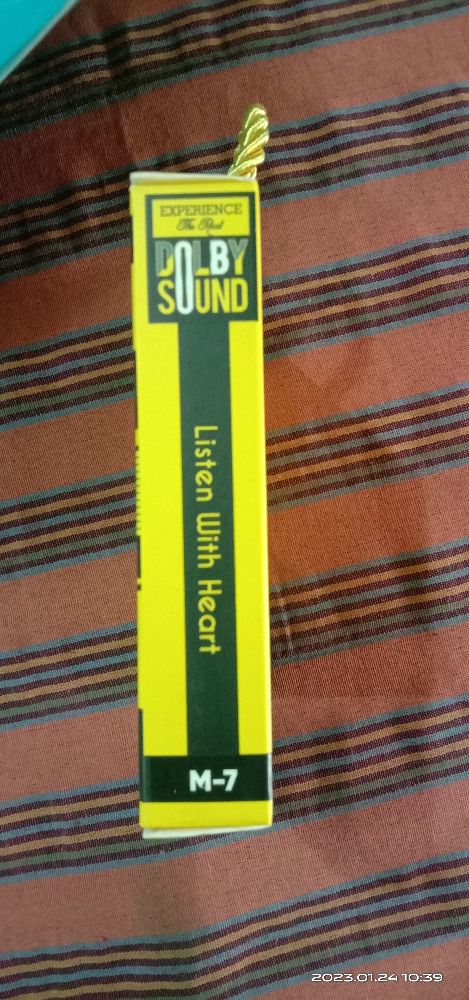 EXPERIENCE
The Real
DOLBY
SOUND
Listen With Heart
M-7
2023.01.24 10:39